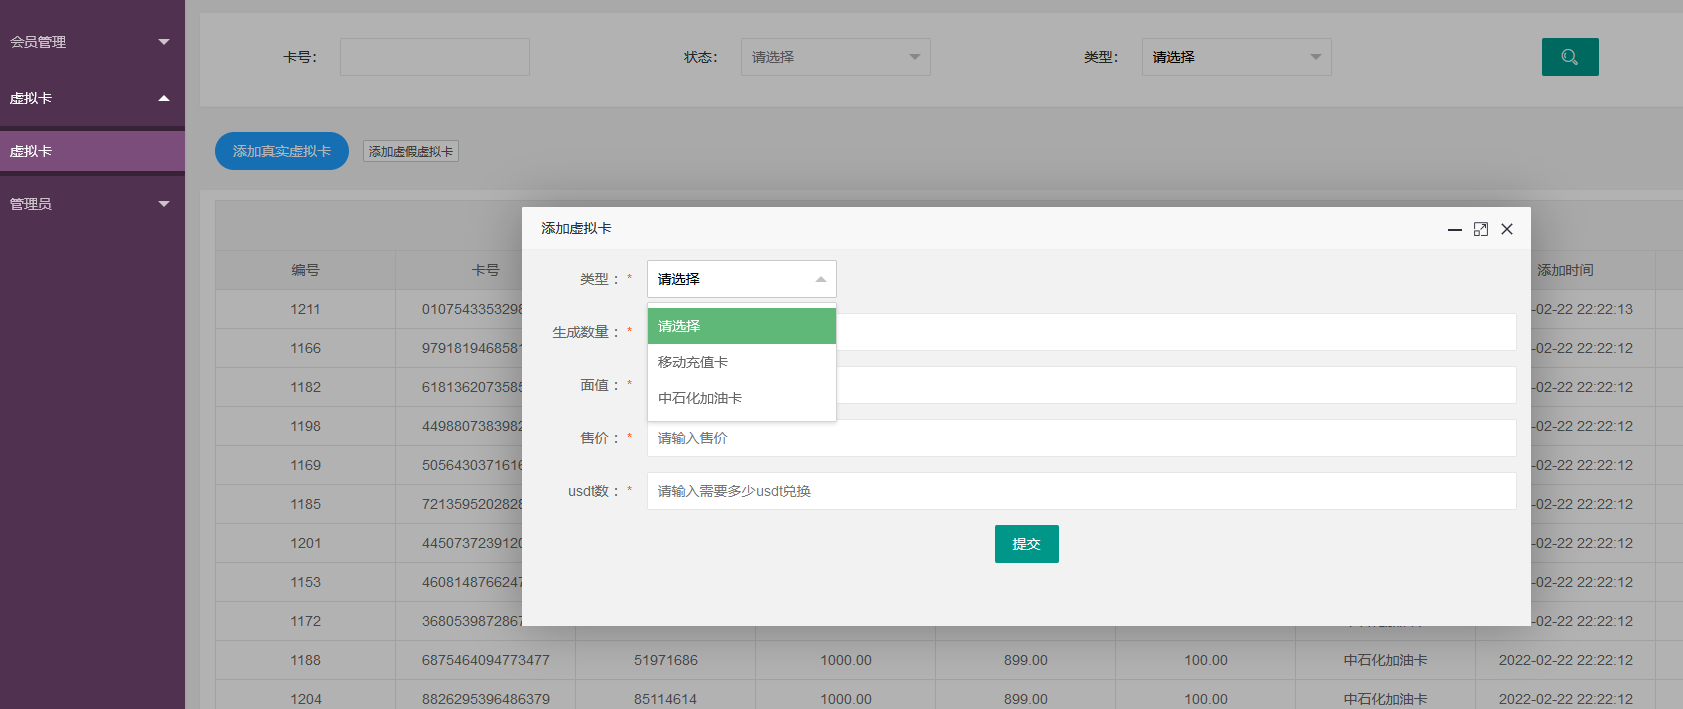 会员管理
虚拟卡
虚拟卡
管理员
卡号：
状态： 请选择
类型： 请选择
添加真实虚拟卡 添加虚假虚拟卡
添加虚拟卡
类型： * 请选择
请选择
移动充值卡
中石化加油卡
生成数量： *
面值： *
售价： * 请输入售价
usdt数： * 请输入需要多少usdt兑换
提交
编号 卡号 添加时间
1211 010754335329 -02-22 22:22:13
1166 979181946858 -02-22 22:22:12
1182 618136207358 -02-22 22:22:12
1198 449880738398 -02-22 22:22:12
1169 505643037161 -02-22 22:22:12
1185 721359520282 -02-22 22:22:12
1201 445073723912 -02-22 22:22:12
1153 460814876624 -02-22 22:22:12
1172 368053987286 -02-22 22:22:12
1188 6875464094773477 51971686 1000.00 899.00 100.00 中石化加油卡 2022-02-22 22:22:12
1204 8826295396486379 85114614 1000.00 899.00 100.00 中石化加油卡 2022-02-22 22:22:12